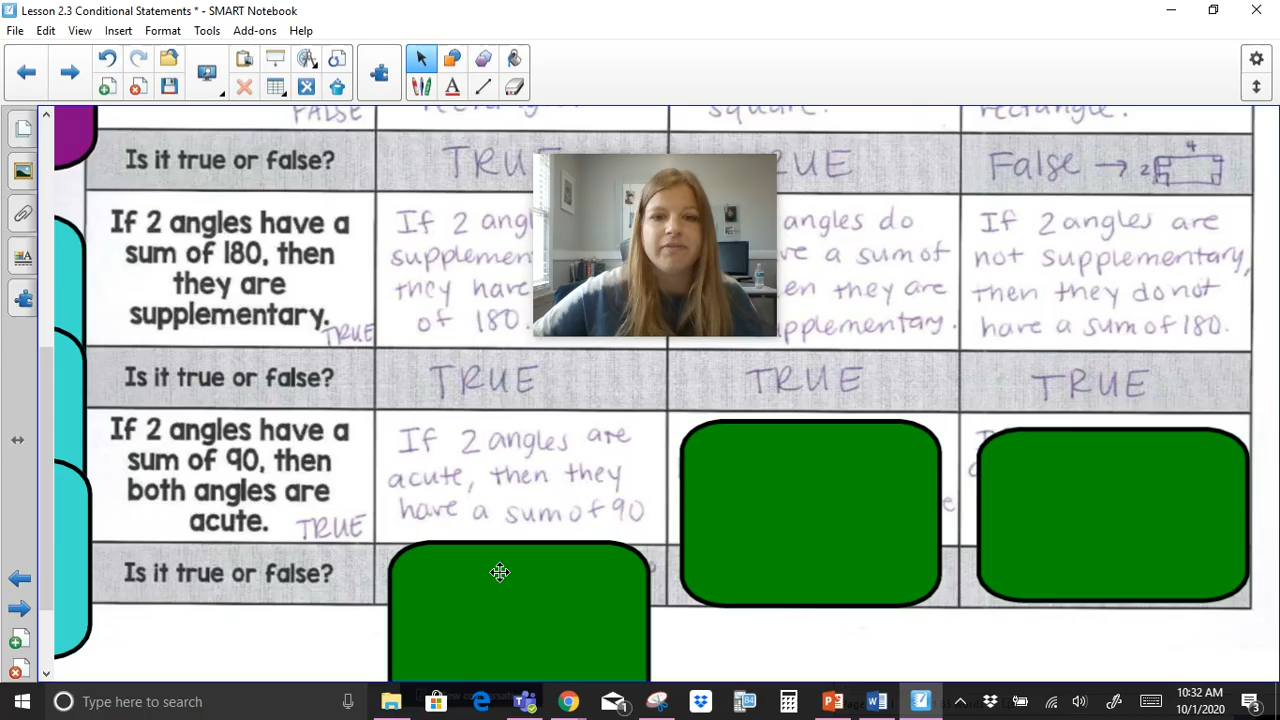 Lesson 2.3 Conditional Statements * - SMART Notebook
File Edit View Insert Format Tools Add-ons Help
FALSE
square.
rectangle.
Is it true or false?
TRUE
False → 2 4
If 2 angles have a
sum of 180, then
they are
supplementary.
TRUE
If 2
they have
of 180.
angles do
a sum of
they are
If 2 angles are
not supplementary,
then they do not
have a sum of 180.
Is it true or false?
TRUE
TRUE
TRUE
If 2 angles have a
sum of 90, then
both angles are
acute.
TRUE
If 2 angles are
acute, then they
have a sum of 90
Is it true or false?
Type here to search
10:32 AM
10/1/2020